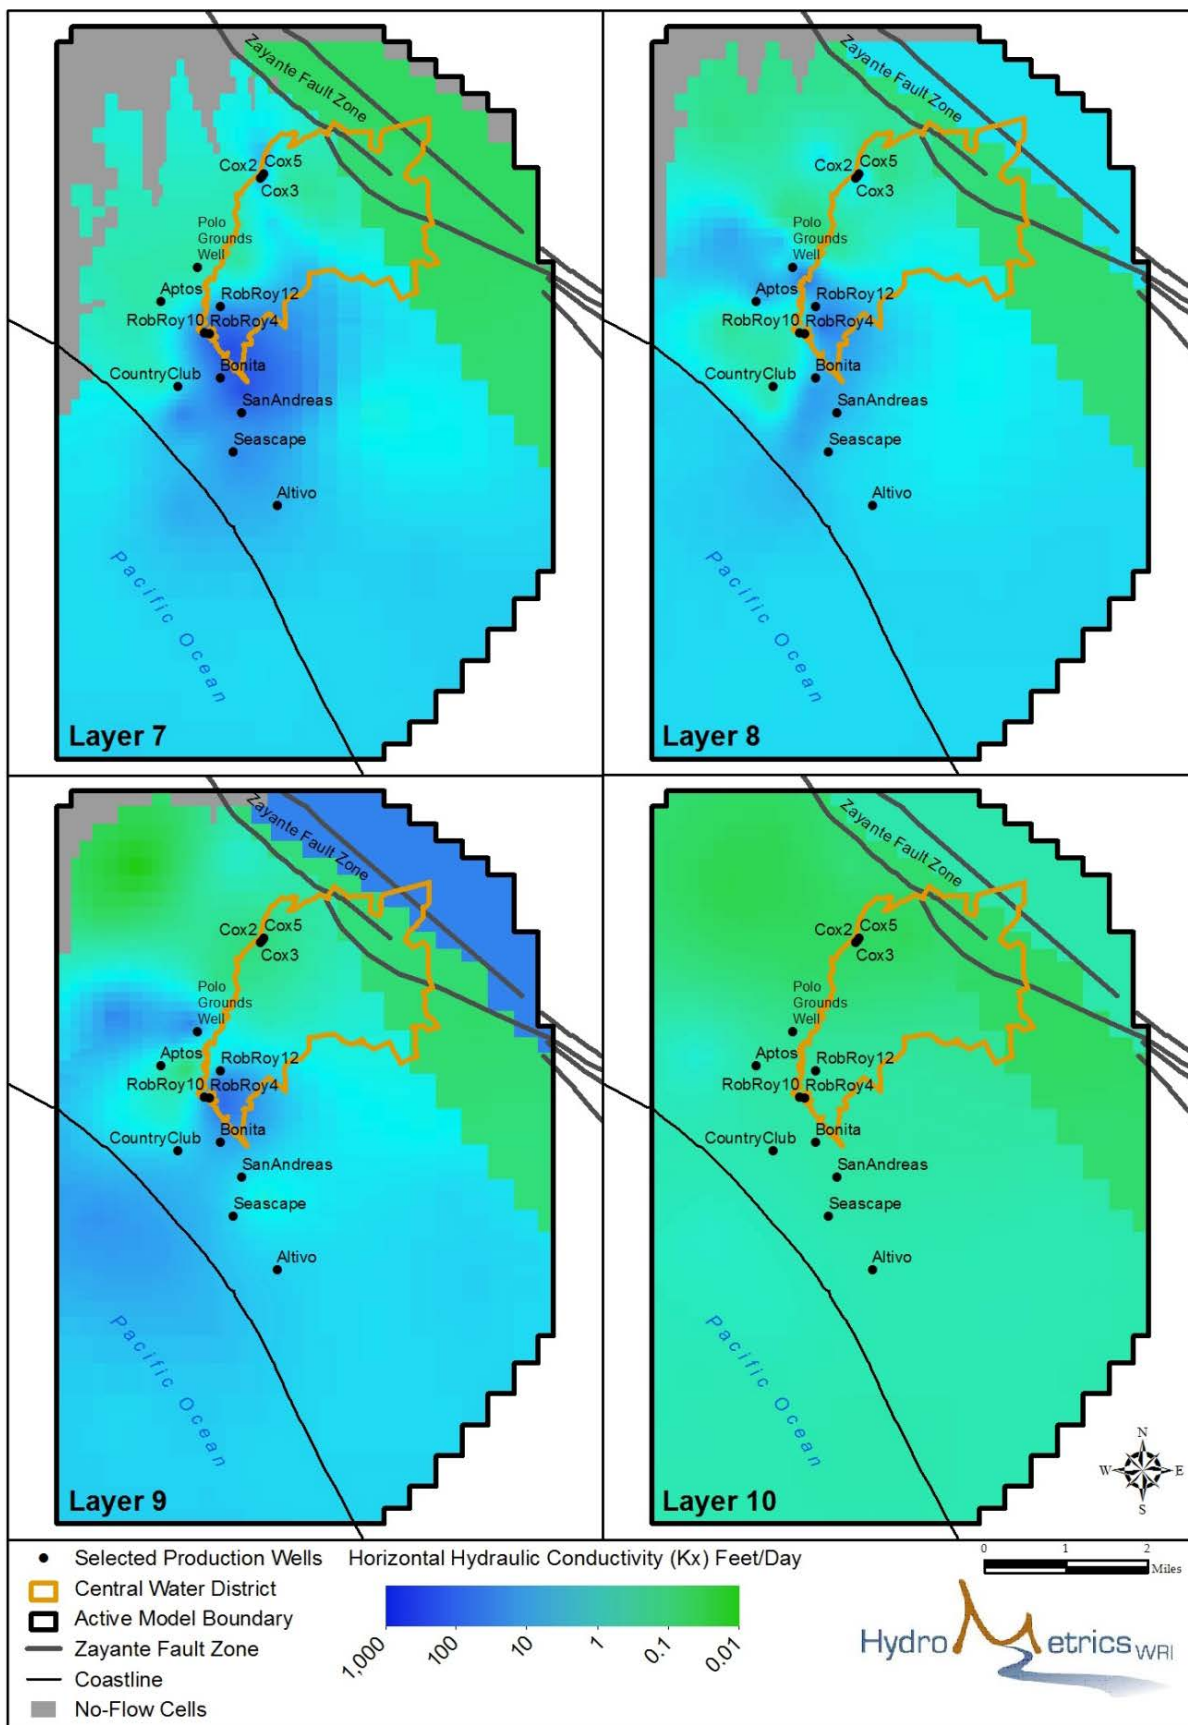 Zayante Fault Zone
Cox2
Cox5
Cox3
Polo
Grounds
Well
Aptos
RobRoy12
RobRoy10
RobRoy4
Bonita
CountryClub
SanAndreas
Seascape
Altivo
Pacific Ocean
Layer 7
Zayante Fault Zone
Cox2
Cox5
Cox3
Polo
Grounds
Well
Aptos
RobRoy12
RobRoy10
RobRoy4
Bonita
CountryClub
SanAndreas
Seascape
Altivo
Pacific Ocean
Layer 8
Zayante Fault Zone
Cox2
Cox5
Cox3
Polo
Grounds
Well
Aptos
RobRoy12
RobRoy10
RobRoy4
Bonita
CountryClub
SanAndreas
Seascape
Altivo
Pacific Ocean
Layer 9
Zayante Fault Zone
Cox2
Cox5
Cox3
Polo
Grounds
Well
Aptos
RobRoy12
RobRoy10
RobRoy4
Bonita
CountryClub
SanAndreas
Seascape
Altivo
Pacific Ocean
Layer 10
N
W E
S
Selected Production Wells
Central Water District
Active Model Boundary
Zayante Fault Zone
Coastline
No-Flow Cells
Horizontal Hydraulic Conductivity (Kx) Feet/Day
1,000 100 10 1 0.1 0.01
0 1 2
Miles
HydroMetrics WRI